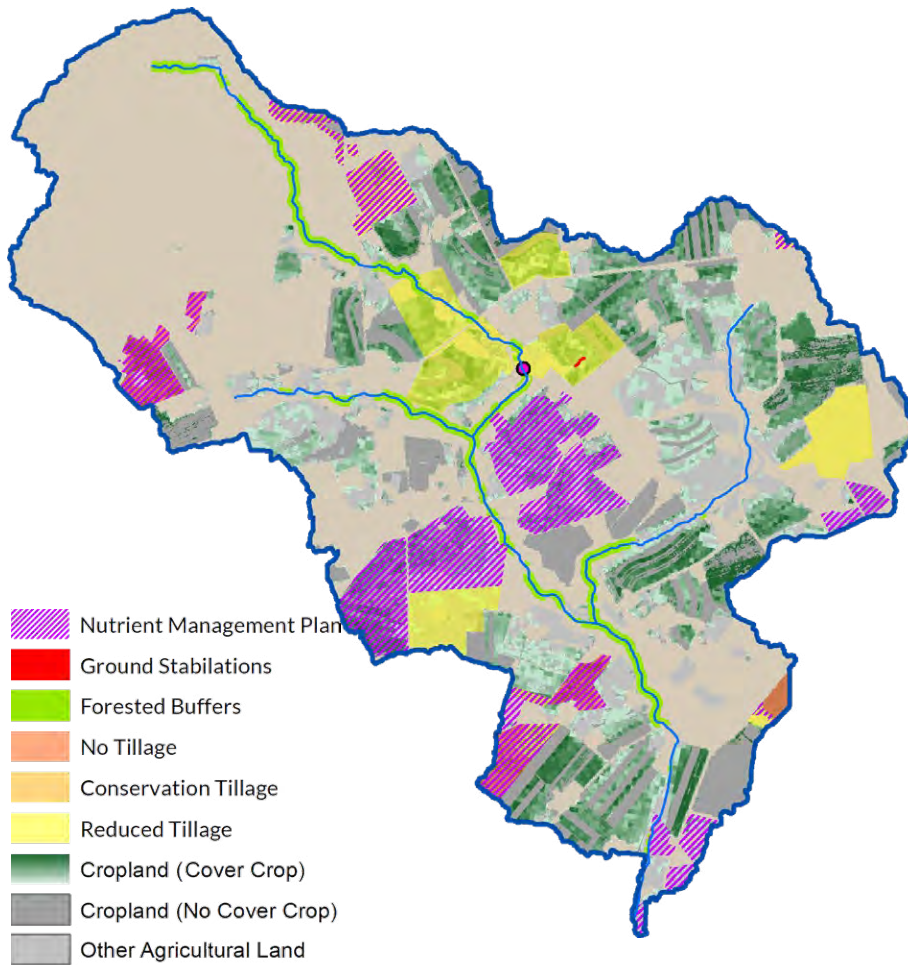 Nutrient Management Plan
Ground Stabilations
Forested Buffers
No Tillage
Conservation Tillage
Reduced Tillage
Cropland (Cover Crop)
Cropland (No Cover Crop)
Other Agricultural Land